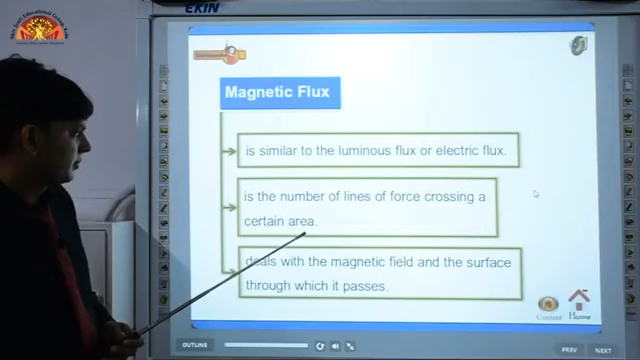 EKIN
Magnetic Flux
is similar to the luminous flux or electric flux.
is the number of lines of force crossing a
certain area.
deals with the magnetic field and the surface
through which it passes.
Content
Home
OUTLINE
PREV
NEXT